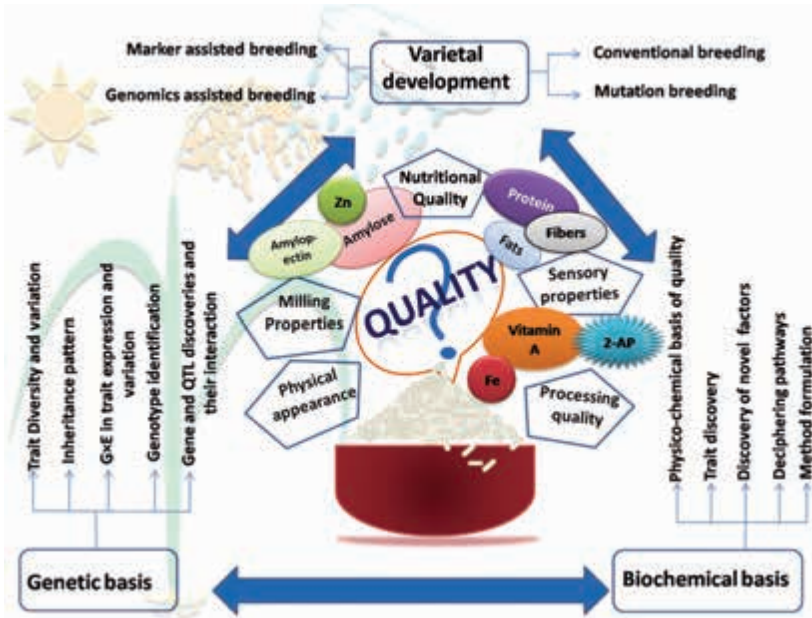 Marker assisted breeding
Genomics assisted breeding
Varietal
development
Conventional breeding
Mutation breeding
Nutritional
Quality
Protein
Zn
Amylose
Fibers
Fats
Amylop-
ectin
Sensory
properties
Milling
Properties
?
QUALITY
Vitamin
A
2-AP
Fe
Physical
appearance
Processing
quality
Trait Diversity and variation
Inheritance pattern
G×E in trait expression and
variation
Genotype identification
Gene and QTL discoveries and
their interaction
Physico-chemical basis of quality
Trait discovery
Discovery of novel factors
Deciphering pathways
Method formulation
Genetic basis
Biochemical basis